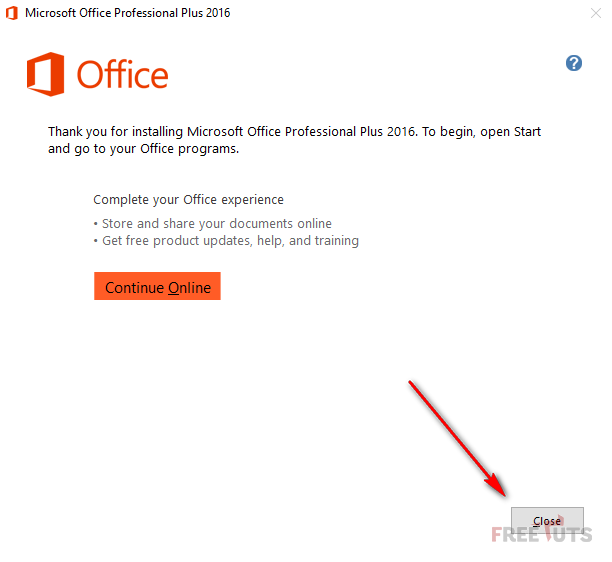 Microsoft Office Professional Plus 2016
Office
?
Thank you for installing Microsoft Office Professional Plus 2016. To begin, open Start
and go to your Office programs.
Complete your Office experience
• Store and share your documents online
• Get free product updates, help, and training
Continue Online
Close
FREETUTS